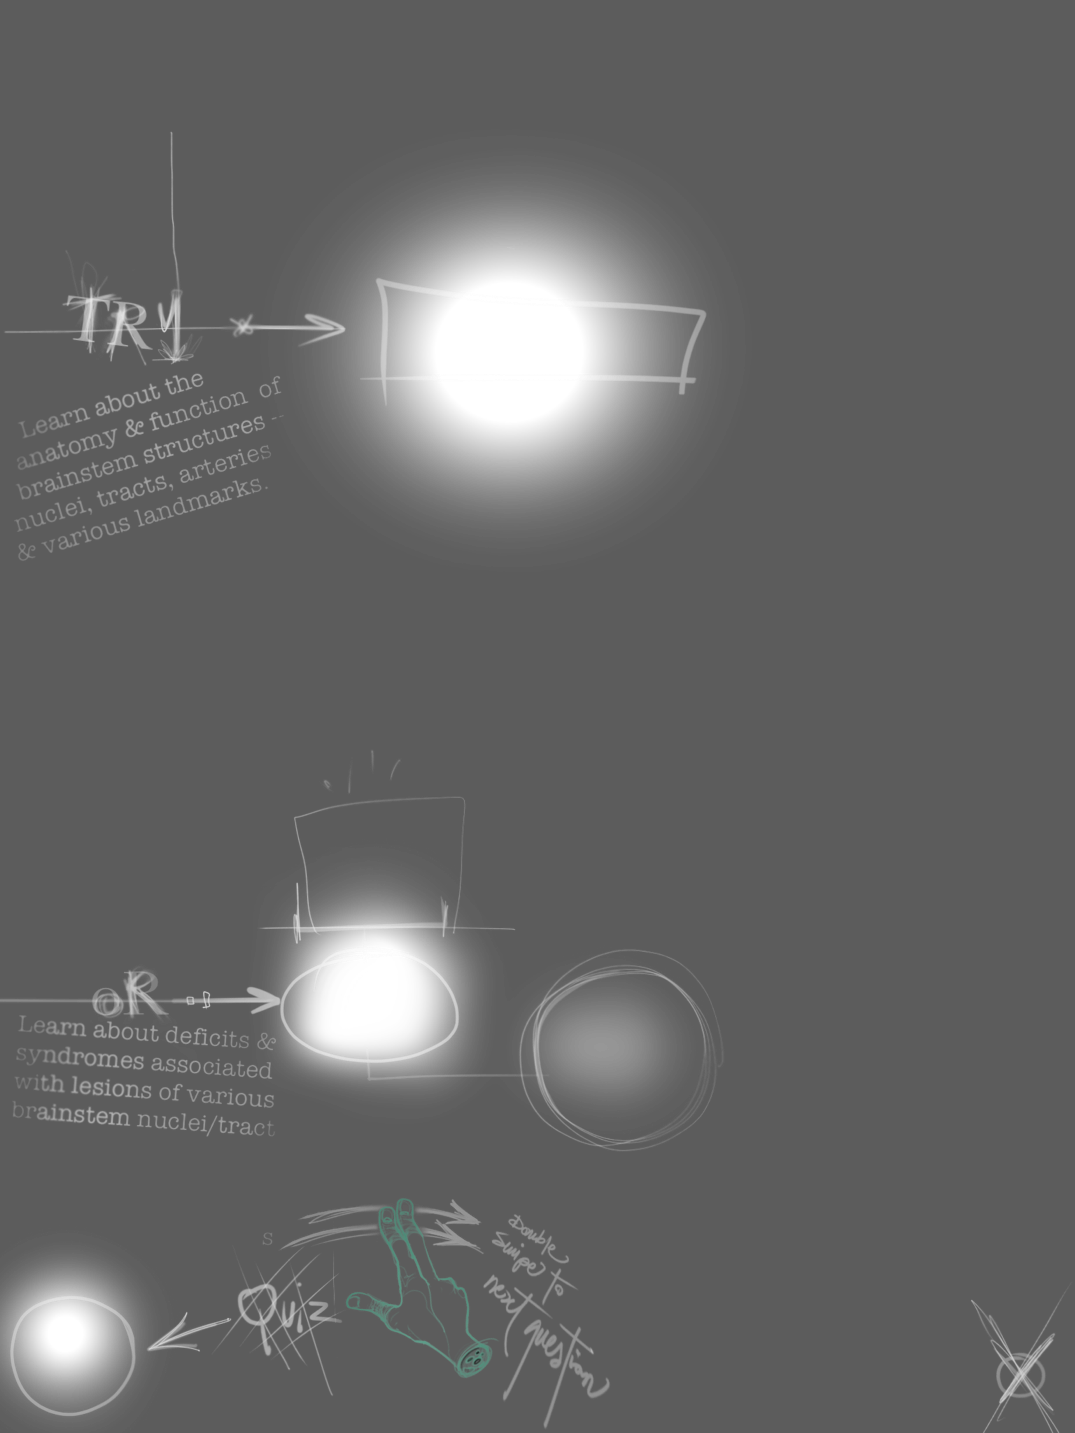 TRY
Learn about the
anatomy & function of
brainstem structures --
nuclei, tracts, arteries
& various landmarks.
OR
Learn about deficits &
syndromes associated
with lesions of various
brainstem nuclei/tract
s
Quiz
Double
Swipe to
next question